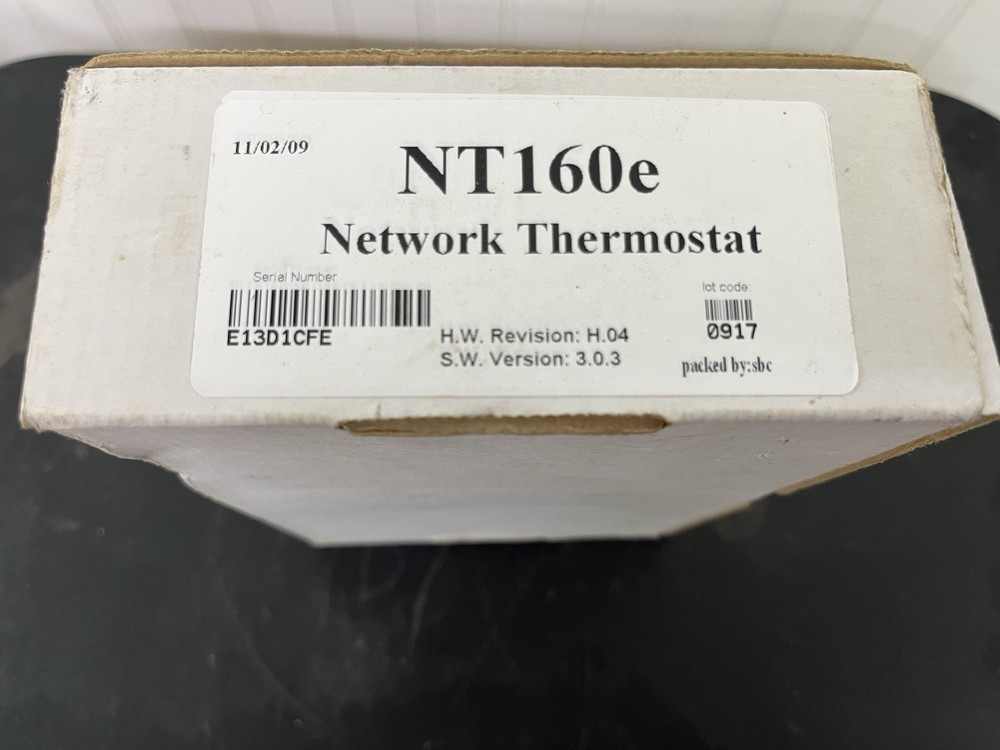 11/02/09
NT160e
Network Thermostat
Serial Number
E13D1CFE
H.W. Revision: H.04
S.W. Version: 3.0.3
lot code:
0917
packed by:sbc